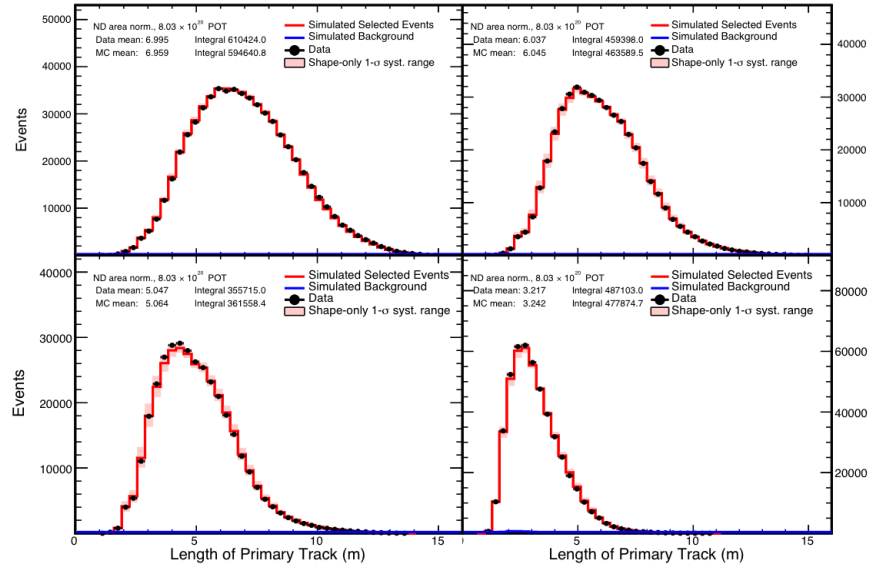 ND area norm., 8.03 × 10²⁰ POT
Data mean: 6.995 Integral 610424.0
MC mean: 6.959 594640.8
Simulated Selected Events
Simulated Background
Data
Shape-only 1-σ syst. range
50000
40000
30000
20000
10000
Events
5
10
15
ND area norm., 8.03 × 10²⁰ POT
Data mean: 6.037 Integral 459398.0
MC mean: 6.045 463589.5
Simulated Selected Events
Simulated Background
Data
Shape-only 1-σ syst. range
40000
30000
20000
10000
5
10
15
ND area norm., 8.03 × 10²⁰ POT
Data mean: 5.047 Integral 355715.0
MC mean: 5.064 361558.4
Simulated Selected Events
Simulated Background
Data
Shape-only 1-σ syst. range
40000
30000
20000
10000
Events
0
5
10
15
Length of Primary Track (m)
ND area norm., 8.03 × 10²⁰ POT
Data mean: 3.217 Integral 487103.0
MC mean: 3.242 477874.7
Simulated Selected Events
Simulated Background
Data
Shape-only 1-σ syst. range
80000
60000
40000
20000
0
5
10
15
Length of Primary Track (m)